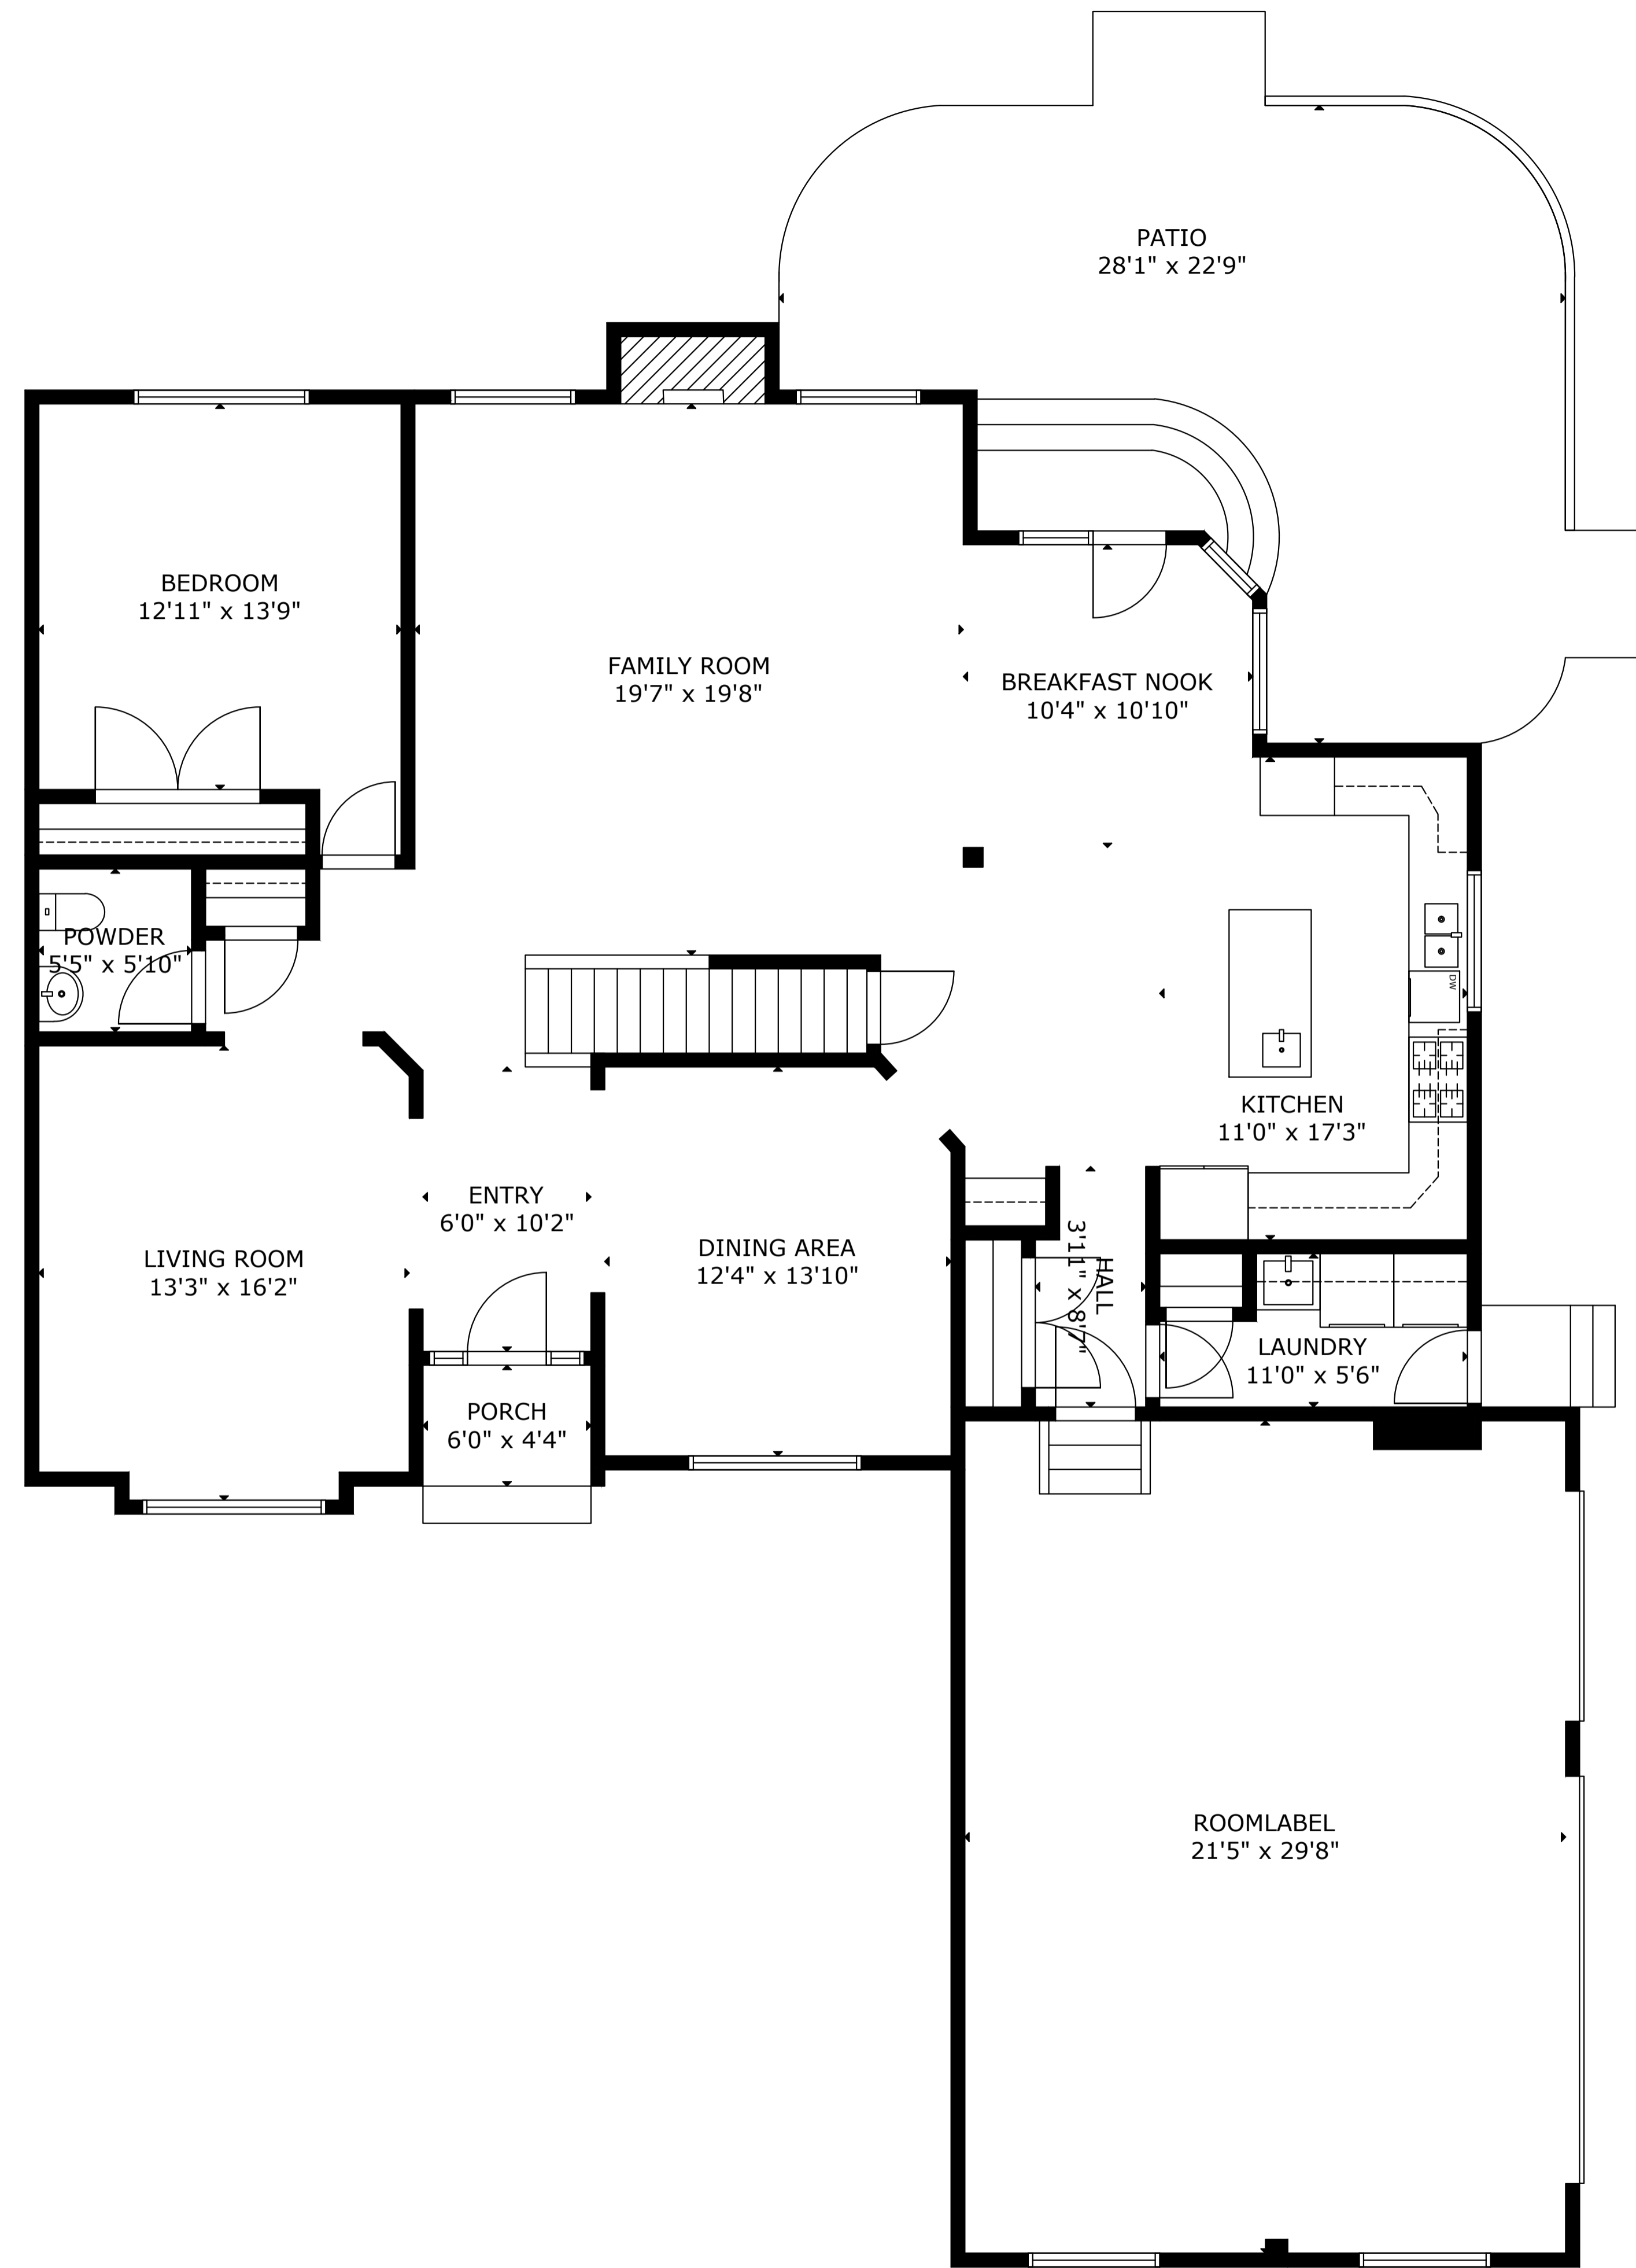 PATIO
28'1" x 22'9"
BEDROOM
12'11" x 13'9"
FAMILY ROOM
19'7" x 19'8"
BREAKFAST NOOK
10'4" x 10'10"
POWDER
5'5" x 5'10"
DW
KITCHEN
11'0" x 17'3"
ENTRY
6'0" x 10'2"
LIVING ROOM
13'3" x 16'2"
DINING AREA
12'4" x 13'10"
HALL
3'11" x 8'7"
LAUNDRY
11'0" x 5'6"
PORCH
6'0" x 4'4"
ROOMLABEL
21'5" x 29'8"